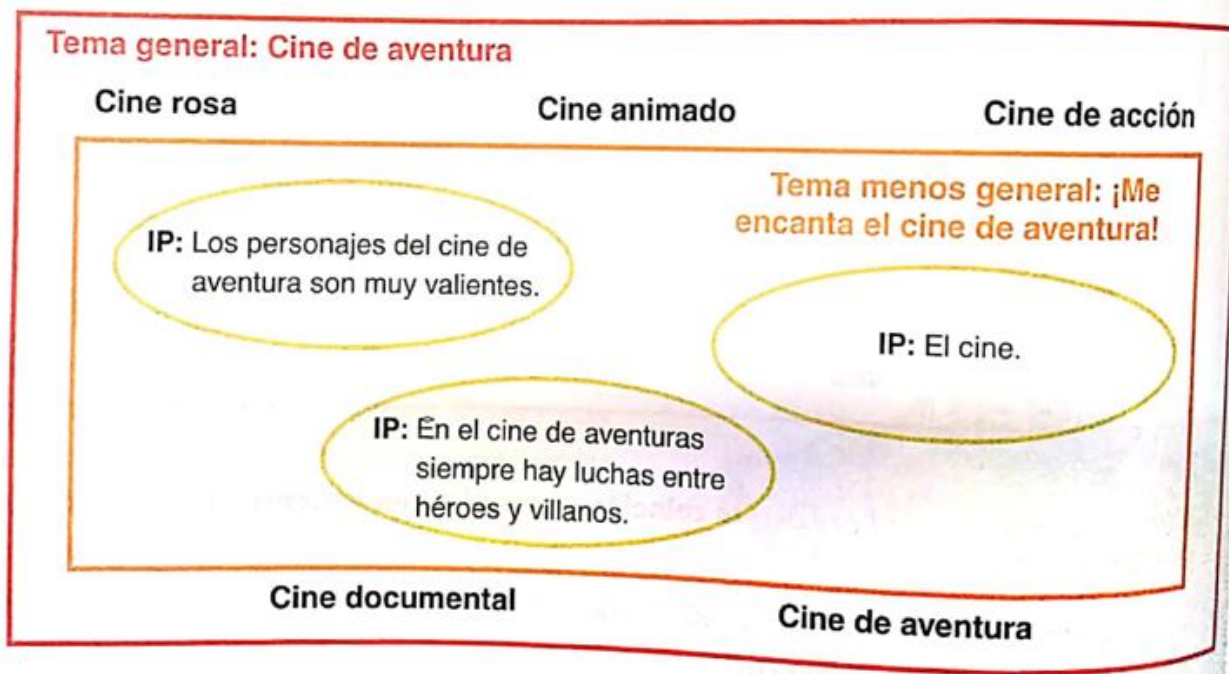 Tema general: Cine de aventura
Cine rosa
Cine animado
Cine de acción
Tema menos general: ¡Me
encanta el cine de aventura!
IP: Los personajes del cine de
aventura son muy valientes.
IP: El cine.
IP: En el cine de aventuras
siempre hay luchas entre
héroes y villanos.
Cine documental
Cine de aventura